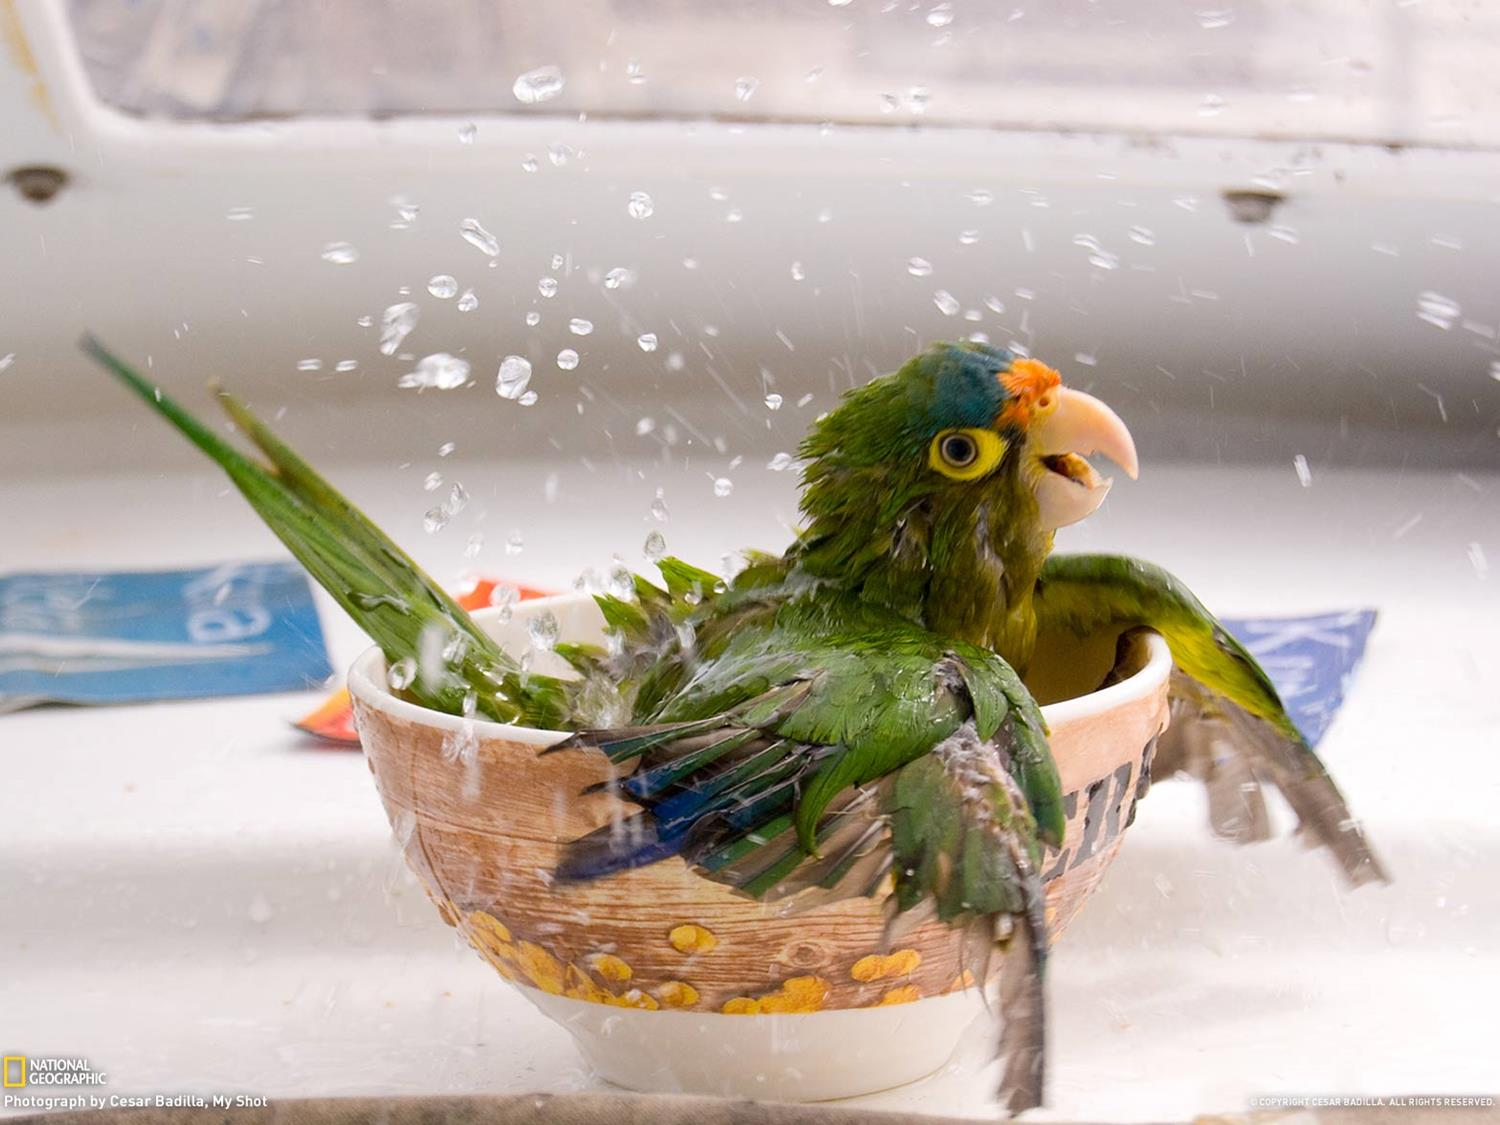 NATIONAL
GEOGRAPHIC
Photograph by Cesar Badilla, My Shot
© COPYRIGHT CESAR BADILLA. ALL RIGHTS RESERVED.